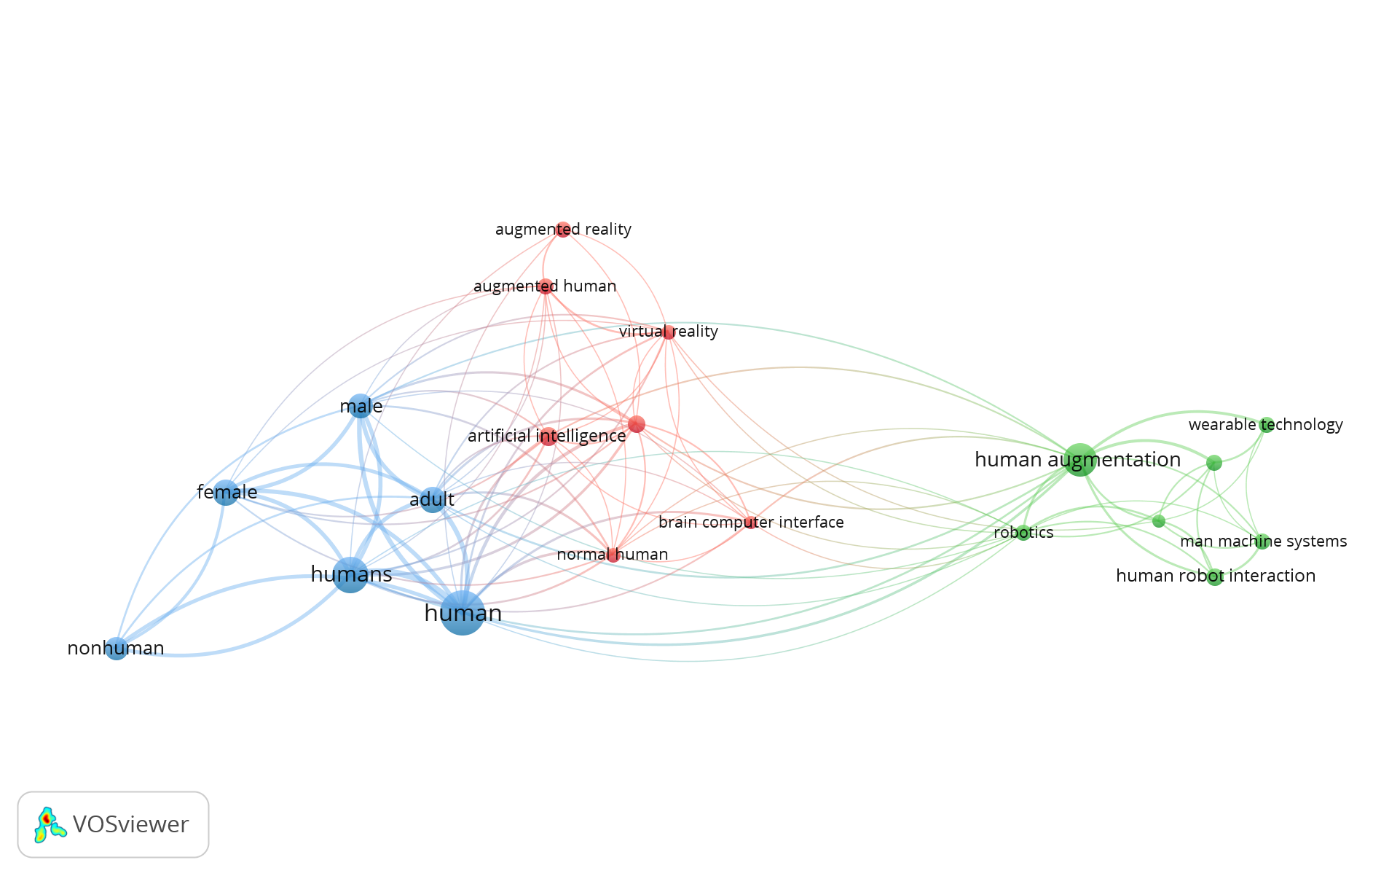 augmented reality
augmented human
virtual reality
male
artificial intelligence
wearable technology
human augmentation
female
adult
brain computer interface
robotics
man machine systems
normal human
humans
human robot interaction
human
nonhuman
VOSviewer